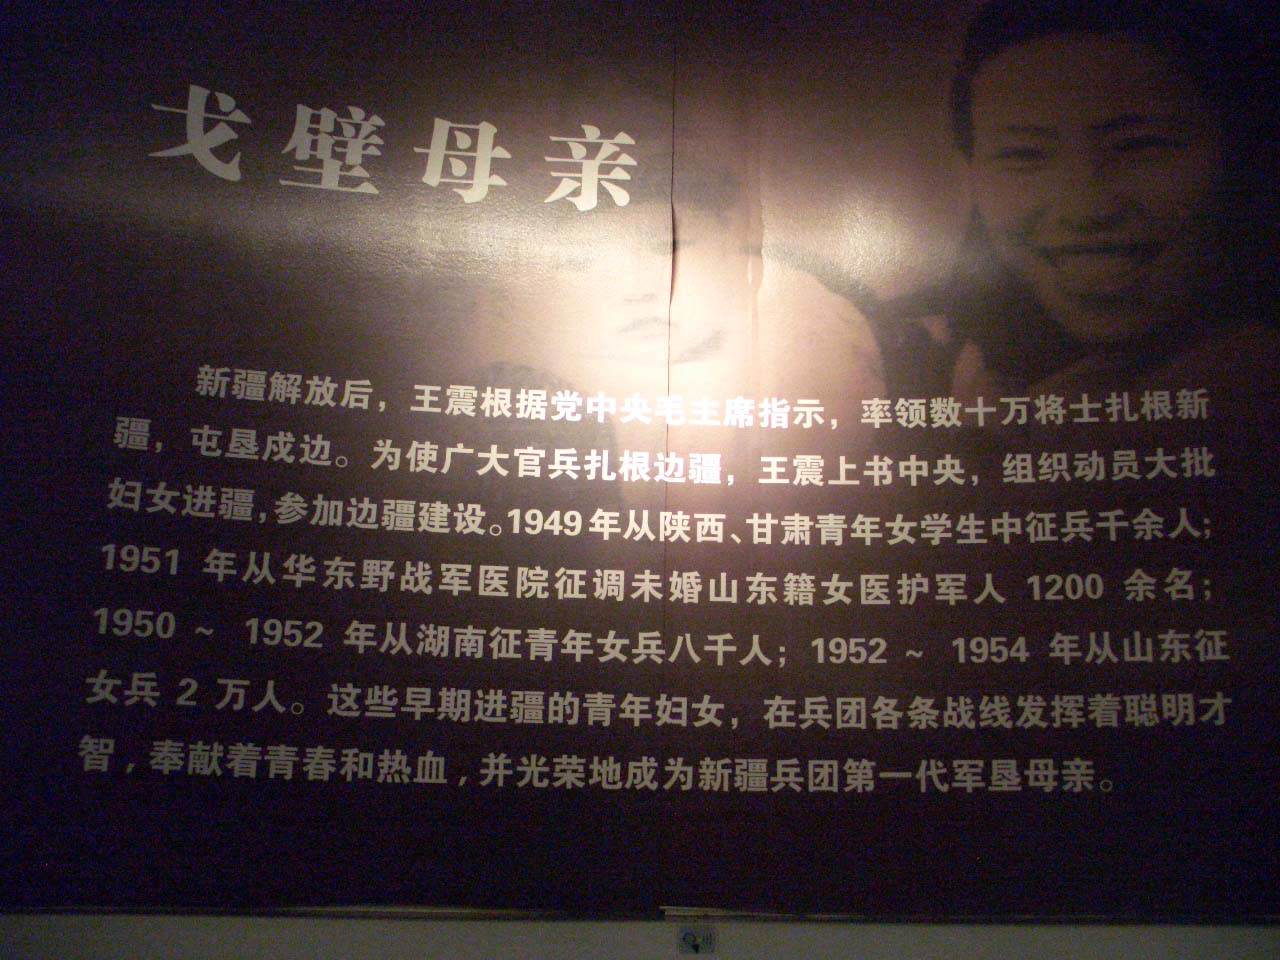 戈壁母亲
新疆解放后，王震根据党中央毛主席指示，率领数十万将士扎根新
疆，屯垦戍边。为使广大官兵扎根边疆，王震上书中央，组织动员大批
妇女进疆，参加边疆建设。1949年从陕西、甘肃青年女学生中征兵千余人；
1951 年从华东野战军医院征调未婚山东籍女医护军人 1200 余名；
1950 ~ 1952 年从湖南征青年女兵八千人；1952 ~ 1954 年从山东征
女兵 2 万人。这些早期进疆的青年妇女，在兵团各条战线发挥着聪明才
智，奉献着青春和热血，并光荣地成为新疆兵团第一代军垦母亲。